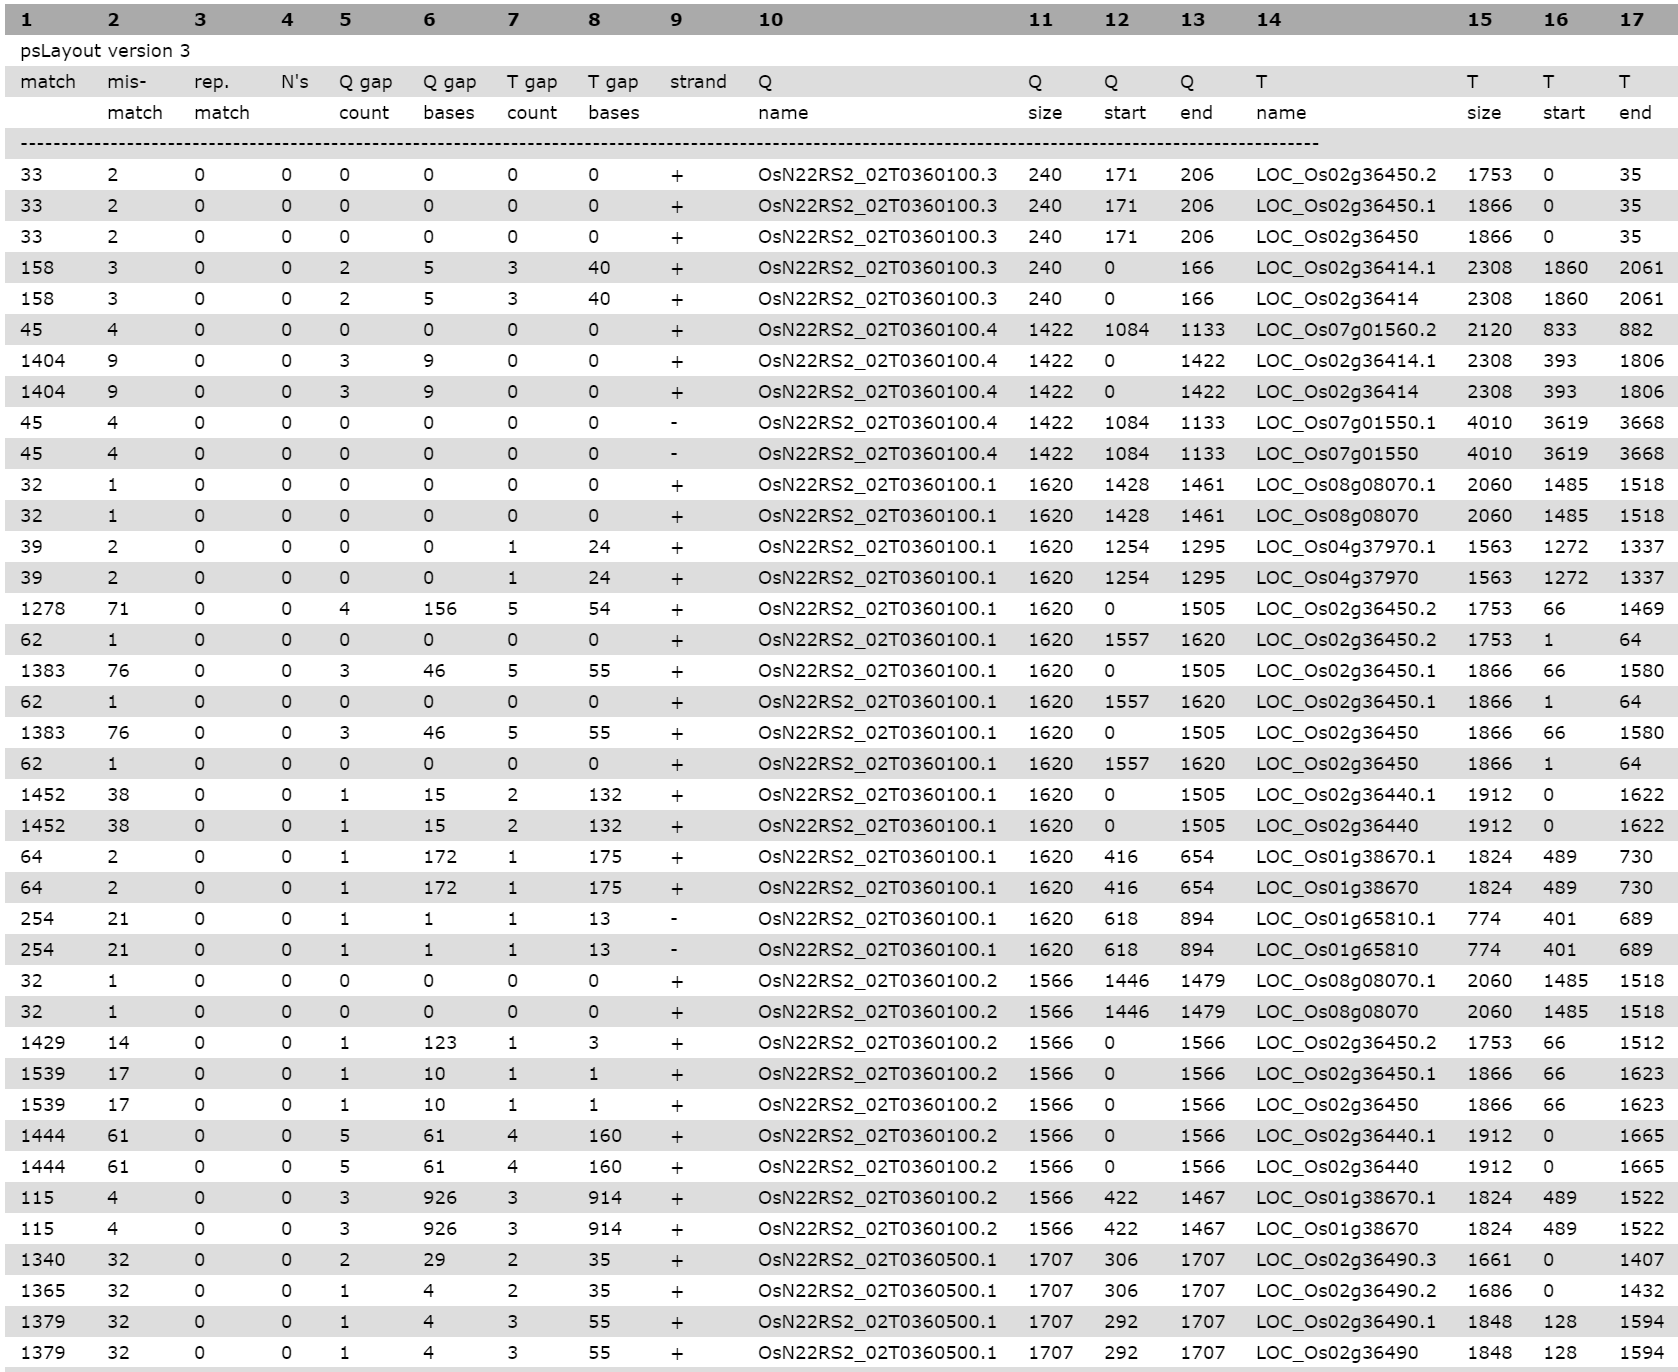 1 2 3 4 5 6 7 8 9 10 11 12 13 14 15 16 17
psLayout version 3
match mis- rep. N's Q gap Q gap T gap T gap strand Q Q Q Q T T T T
match match count bases count bases name size start end name size start end
---------------------------------------------------------------------------------------------------------------------------------------------------------------
33 2 0 0 0 0 0 0 + OsN22RS2_02T0360100.3 240 171 206 LOC_Os02g36450.2 1753 0 35
33 2 0 0 0 0 0 0 + OsN22RS2_02T0360100.3 240 171 206 LOC_Os02g36450.1 1866 0 35
33 2 0 0 0 0 0 0 + OsN22RS2_02T0360100.3 240 171 206 LOC_Os02g36450 1866 0 35
158 3 0 0 2 5 3 40 + OsN22RS2_02T0360100.3 240 0 166 LOC_Os02g36414.1 2308 1860 2061
158 3 0 0 2 5 3 40 + OsN22RS2_02T0360100.3 240 0 166 LOC_Os02g36414 2308 1860 2061
45 4 0 0 0 0 0 0 + OsN22RS2_02T0360100.4 1422 1084 1133 LOC_Os07g01560.2 2120 833 882
1404 9 0 0 3 9 0 0 + OsN22RS2_02T0360100.4 1422 0 1422 LOC_Os02g36414.1 2308 393 1806
1404 9 0 0 3 9 0 0 + OsN22RS2_02T0360100.4 1422 0 1422 LOC_Os02g36414 2308 393 1806
45 4 0 0 0 0 0 0 - OsN22RS2_02T0360100.4 1422 1084 1133 LOC_Os07g01550.1 4010 3619 3668
45 4 0 0 0 0 0 0 - OsN22RS2_02T0360100.4 1422 1084 1133 LOC_Os07g01550 4010 3619 3668
32 1 0 0 0 0 0 0 + OsN22RS2_02T0360100.1 1620 1428 1461 LOC_Os08g08070.1 2060 1485 1518
32 1 0 0 0 0 0 0 + OsN22RS2_02T0360100.1 1620 1428 1461 LOC_Os08g08070 2060 1485 1518
39 2 0 0 0 0 1 24 + OsN22RS2_02T0360100.1 1620 1254 1295 LOC_Os04g37970.1 1563 1272 1337
39 2 0 0 0 0 1 24 + OsN22RS2_02T0360100.1 1620 1254 1295 LOC_Os04g37970 1563 1272 1337
1278 71 0 0 4 156 5 54 + OsN22RS2_02T0360100.1 1620 0 1505 LOC_Os02g36450.2 1753 66 1469
62 1 0 0 0 0 0 0 + OsN22RS2_02T0360100.1 1620 1557 1620 LOC_Os02g36450.2 1753 1 64
1383 76 0 0 3 46 5 55 + OsN22RS2_02T0360100.1 1620 0 1505 LOC_Os02g36450.1 1866 66 1580
62 1 0 0 0 0 0 0 + OsN22RS2_02T0360100.1 1620 1557 1620 LOC_Os02g36450.1 1866 1 64
1383 76 0 0 3 46 5 55 + OsN22RS2_02T0360100.1 1620 0 1505 LOC_Os02g36450 1866 66 1580
62 1 0 0 0 0 0 0 + OsN22RS2_02T0360100.1 1620 1557 1620 LOC_Os02g36450 1866 1 64
1452 38 0 0 1 15 2 132 + OsN22RS2_02T0360100.1 1620 0 1505 LOC_Os02g36440.1 1912 0 1622
1452 38 0 0 1 15 2 132 + OsN22RS2_02T0360100.1 1620 0 1505 LOC_Os02g36440 1912 0 1622
64 2 0 0 1 172 1 175 + OsN22RS2_02T0360100.1 1620 416 654 LOC_Os01g38670.1 1824 489 730
64 2 0 0 1 172 1 175 + OsN22RS2_02T0360100.1 1620 416 654 LOC_Os01g38670 1824 489 730
254 21 0 0 1 1 1 13 - OsN22RS2_02T0360100.1 1620 618 894 LOC_Os01g65810.1 774 401 689
254 21 0 0 1 1 1 13 - OsN22RS2_02T0360100.1 1620 618 894 LOC_Os01g65810 774 401 689
32 1 0 0 0 0 0 0 + OsN22RS2_02T0360100.2 1566 1446 1479 LOC_Os08g08070.1 2060 1485 1518
32 1 0 0 0 0 0 0 + OsN22RS2_02T0360100.2 1566 1446 1479 LOC_Os08g08070 2060 1485 1518
1429 14 0 0 1 123 1 3 + OsN22RS2_02T0360100.2 1566 0 1566 LOC_Os02g36450.2 1753 66 1512
1539 17 0 0 1 10 1 1 + OsN22RS2_02T0360100.2 1566 0 1566 LOC_Os02g36450.1 1866 66 1623
1539 17 0 0 1 10 1 1 + OsN22RS2_02T0360100.2 1566 0 1566 LOC_Os02g36450 1866 66 1623
1444 61 0 0 5 61 4 160 + OsN22RS2_02T0360100.2 1566 0 1566 LOC_Os02g36440.1 1912 0 1665
1444 61 0 0 5 61 4 160 + OsN22RS2_02T0360100.2 1566 0 1566 LOC_Os02g36440 1912 0 1665
115 4 0 0 3 926 3 914 + OsN22RS2_02T0360100.2 1566 422 1467 LOC_Os01g38670.1 1824 489 1522
115 4 0 0 3 926 3 914 + OsN22RS2_02T0360100.2 1566 422 1467 LOC_Os01g38670 1824 489 1522
1340 32 0 0 2 29 2 35 + OsN22RS2_02T0360500.1 1707 306 1707 LOC_Os02g36490.3 1661 0 1407
1365 32 0 0 1 4 2 35 + OsN22RS2_02T0360500.1 1707 306 1707 LOC_Os02g36490.2 1686 0 1432
1379 32 0 0 1 4 3 55 + OsN22RS2_02T0360500.1 1707 292 1707 LOC_Os02g36490.1 1848 128 1594
1379 32 0 0 1 4 3 55 + OsN22RS2_02T0360500.1 1707 292 1707 LOC_Os02g36490 1848 128 1594